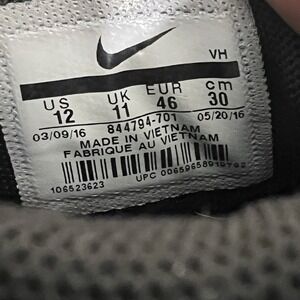 VH
US UK EUR cm
12 11 46 30
03/09/16 844794-701 05/20/16
MADE IN VIETNAM
FABRIQUE AU VIETNAM
106523623
UPC